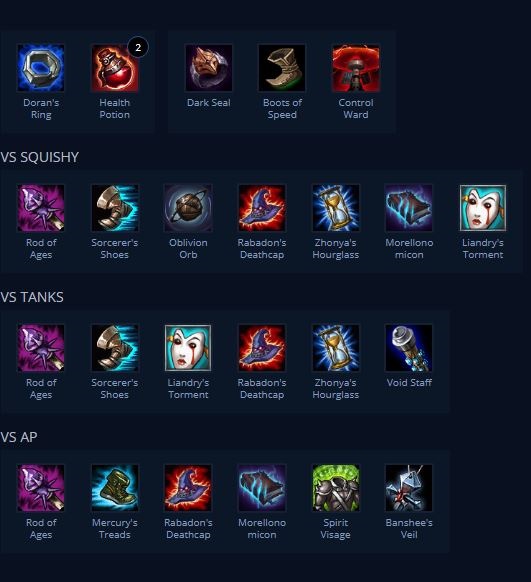 2
Doran's Health Dark Seal Boots of Control
Ring Potion Speed Ward
VS SQUISHY
Rod of Sorcerer's Oblivion Rabadon's Zhonya's Morellono Liandry's
Ages Shoes Orb Deathcap Hourglass micon Torment
VS TANKS
Rod of Sorcerer's Liandry's Rabadon's Zhonya's Void Staff
Ages Shoes Torment Deathcap Hourglass
VS AP
Rod of Mercury's Rabadon's Morellono Spirit Banshee's
Ages Treads Deathcap micon Visage Veil